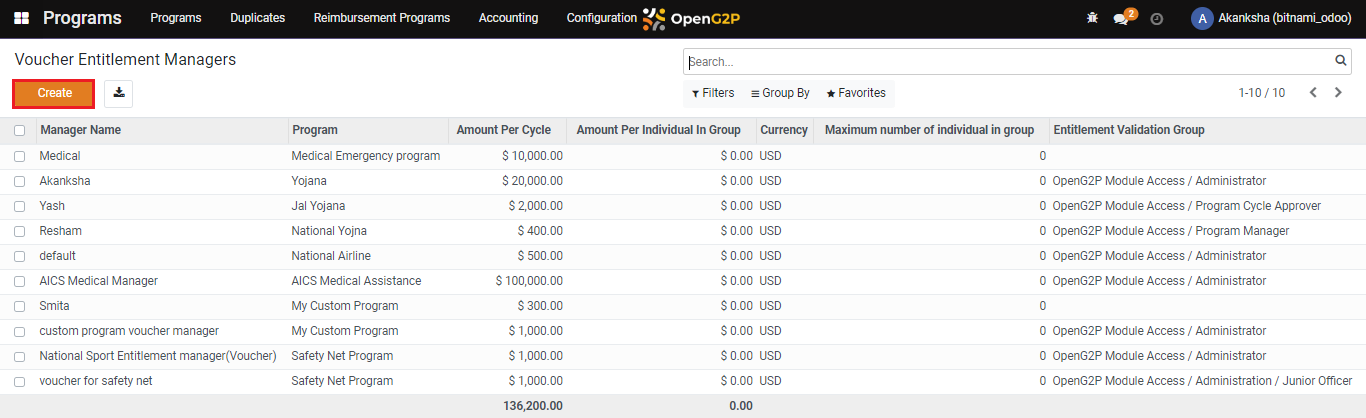 Programs Programs Duplicates Reimbursement Programs Accounting Configuration OpenG2P 2 A Akanksha (bitnami_odoo)
Voucher Entitlement Managers Search...
Create Filters Group By Favorites 1-10 / 10
Manager Name Program Amount Per Cycle Amount Per Individual In Group Currency Maximum number of individual in group Entitlement Validation Group
Medical Medical Emergency program $ 10,000.00 $ 0.00 USD 0
Akanksha Yojana $ 20,000.00 $ 0.00 USD 0 OpenG2P Module Access / Administrator
Yash Jal Yojana $ 2,000.00 $ 0.00 USD 0 OpenG2P Module Access / Program Cycle Approver
Resham National Yojna $ 400.00 $ 0.00 USD 0 OpenG2P Module Access / Program Manager
default National Airline $ 500.00 $ 0.00 USD 0 OpenG2P Module Access / Administrator
AICS Medical Manager AICS Medical Assistance $ 100,000.00 $ 0.00 USD 0 OpenG2P Module Access / Administrator
Smita My Custom Program $ 300.00 $ 0.00 USD 0
custom program voucher manager My Custom Program $ 1,000.00 $ 0.00 USD 0 OpenG2P Module Access / Administrator
National Sport Entitlement manager(Voucher) Safety Net Program $ 1,000.00 $ 0.00 USD 0 OpenG2P Module Access / Administrator
voucher for safety net Safety Net Program $ 1,000.00 $ 0.00 USD 0 OpenG2P Module Access / Administration / Junior Officer
136,200.00 0.00